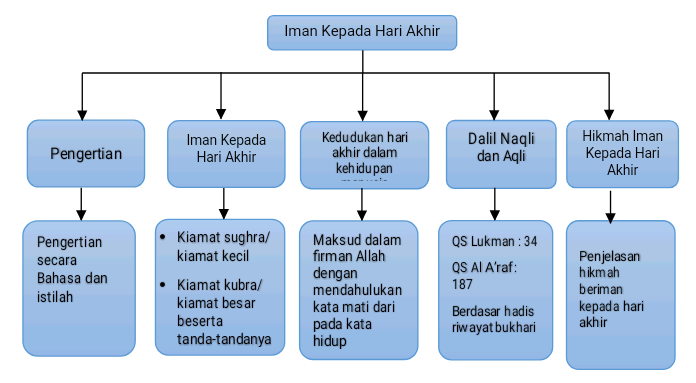 Iman Kepada Hari Akhir
Pengertian
Iman Kepada
Hari Akhir
Kedudukan hari
akhir dalam
kehidupan
Dalil Naqli
dan Aqli
Hikmah Iman
Kepada Hari
Akhir
Pengertian
secara
Bahasa dan
istilah
• Kiamat sughra/
kiamat kecil
• Kiamat kubra/
kiamat besar
beserta
tanda-tandanya
Maksud dalam
firman Allah
dengan
mendahulukan
kata mati dari
pada kata
hidup
QS Lukman : 34
QS Al A'raf:
187
Berdasar hadis
riwayat bukhari
Penjelasan
hikmah
beriman
kepada hari
akhir